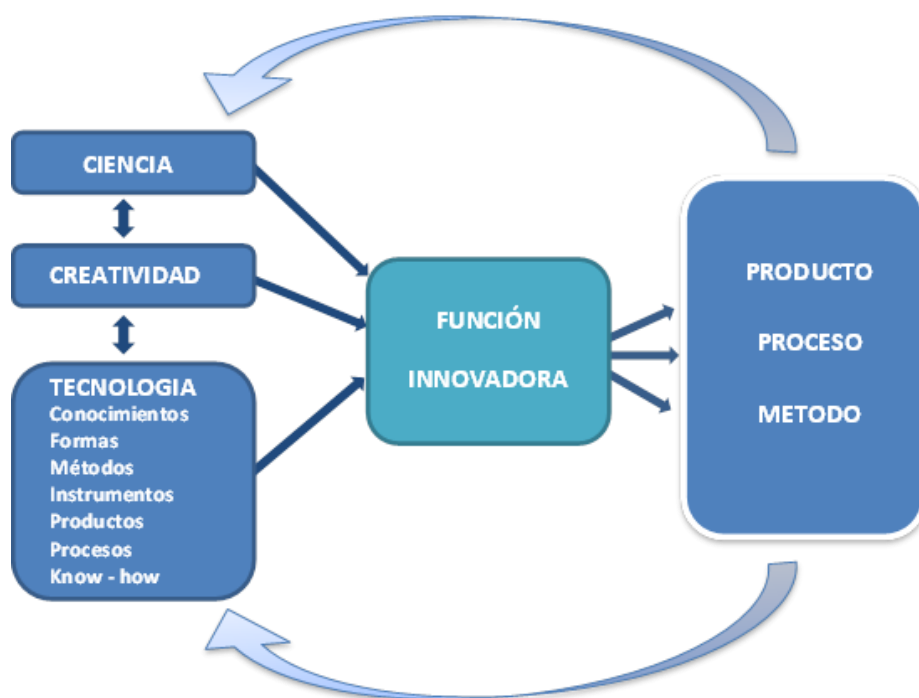 CIENCIA
CREATIVIDAD
TECNOLOGIA
Conocimientos
Formas
Métodos
Instrumentos
Productos
Procesos
Know - how
FUNCIÓN
INNOVADORA
PRODUCTO
PROCESO
METODO